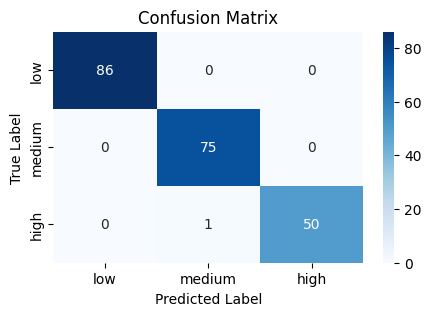 Confusion Matrix
True Label
low
86 0 0
medium
0 75 0
high
0 1 50
low medium high
Predicted Label
80
60
40
20
0